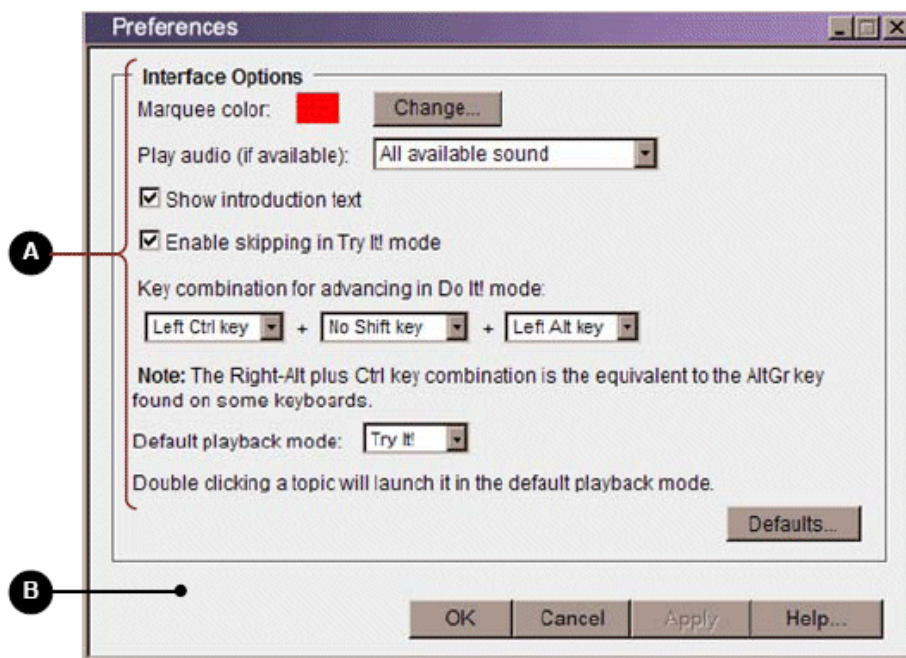 Preferences
Interface Options
Marquee color: Change...
Play audio (if available): All available sound
Show introduction text
A
Enable skipping in Try It! mode
Key combination for advancing in Do It! mode:
Left Ctrl key + No Shift key + Left Alt key
Note: The Right-Alt plus Ctrl key combination is the equivalent to the AltGr key
found on some keyboards.
Default playback mode: Try It!
Double clicking a topic will launch it in the default playback mode.
Defaults...
B
OK Cancel Apply Help...